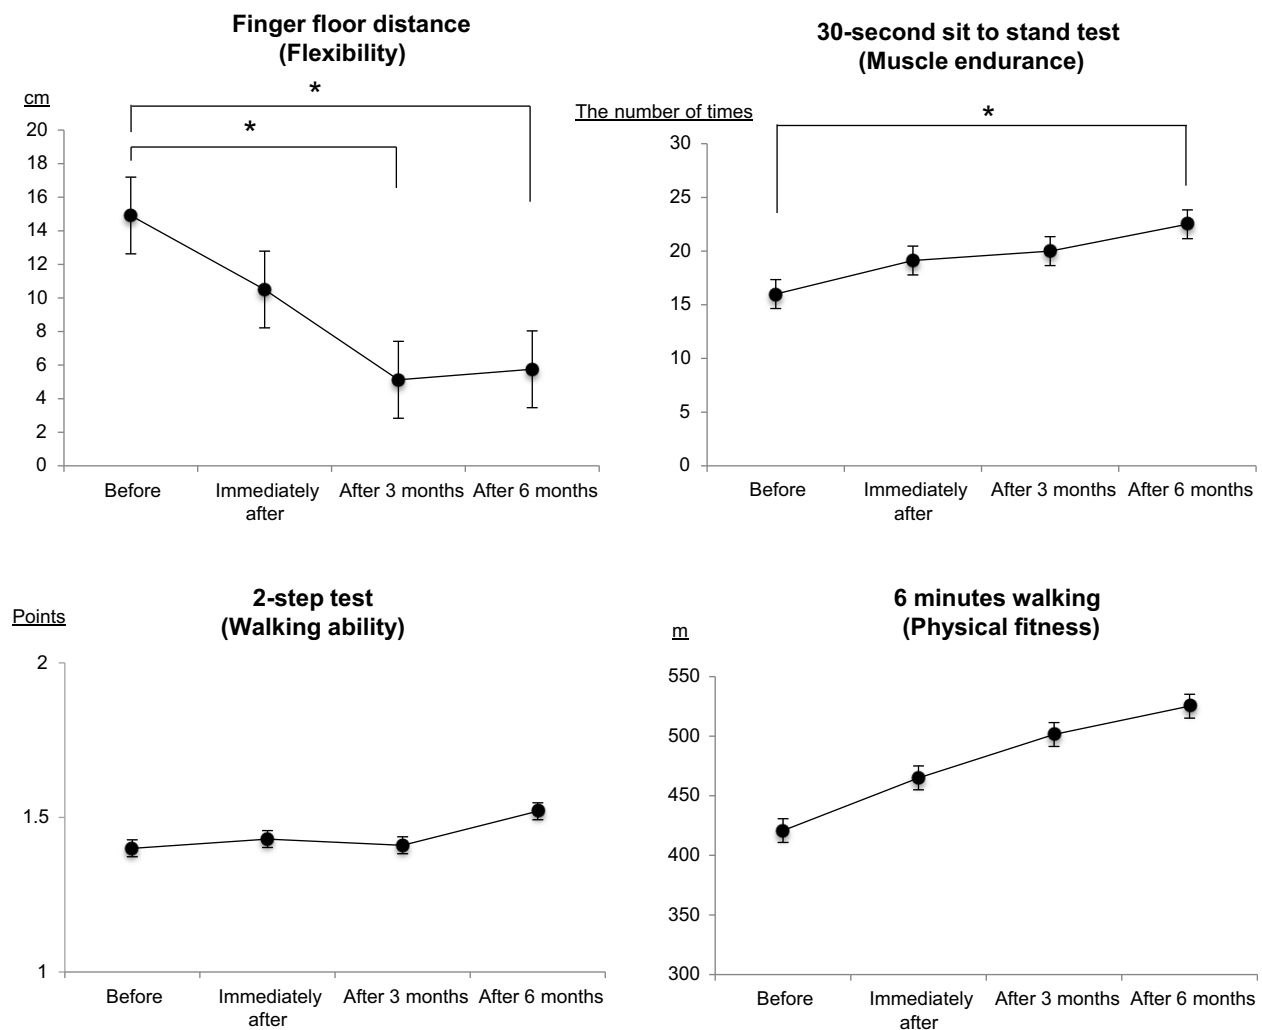 Finger floor distance
(Flexibility)
cm
*
*
20
18
16
14
12
10
8
6
4
2
0
Before
Immediately
after
After 3 months
After 6 months
30-second sit to stand test
(Muscle endurance)
The number of times
*
30
25
20
15
10
5
0
Before
Immediately
after
After 3 months
After 6 months
2-step test
(Walking ability)
Points
2
1.5
1
Before
Immediately
after
After 3 months
After 6 months
6 minutes walking
(Physical fitness)
m
550
500
450
400
350
300
Before
Immediately
after
After 3 months
After 6 months